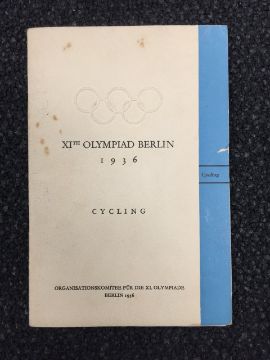 XITH OLYMPIAD BERLIN
1936
Cycling
CYCLING
ORGANISATIONSKOMITEE FÜR DIE XI. OLYMPIADE
BERLIN 1936